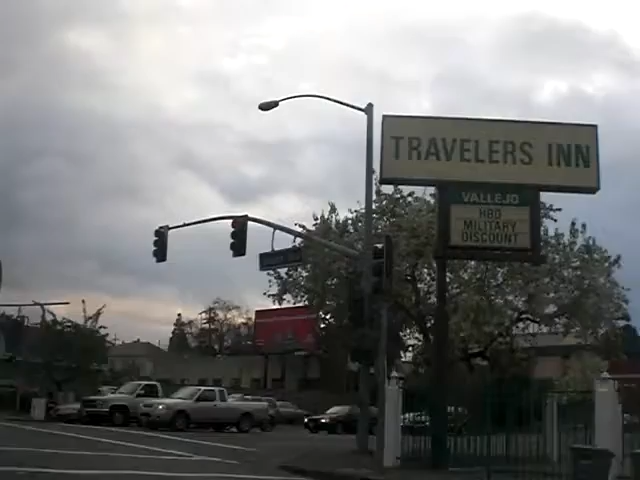 TRAVELERS INN
VALLEJO
HBO
MILITARY
DISCOUNT